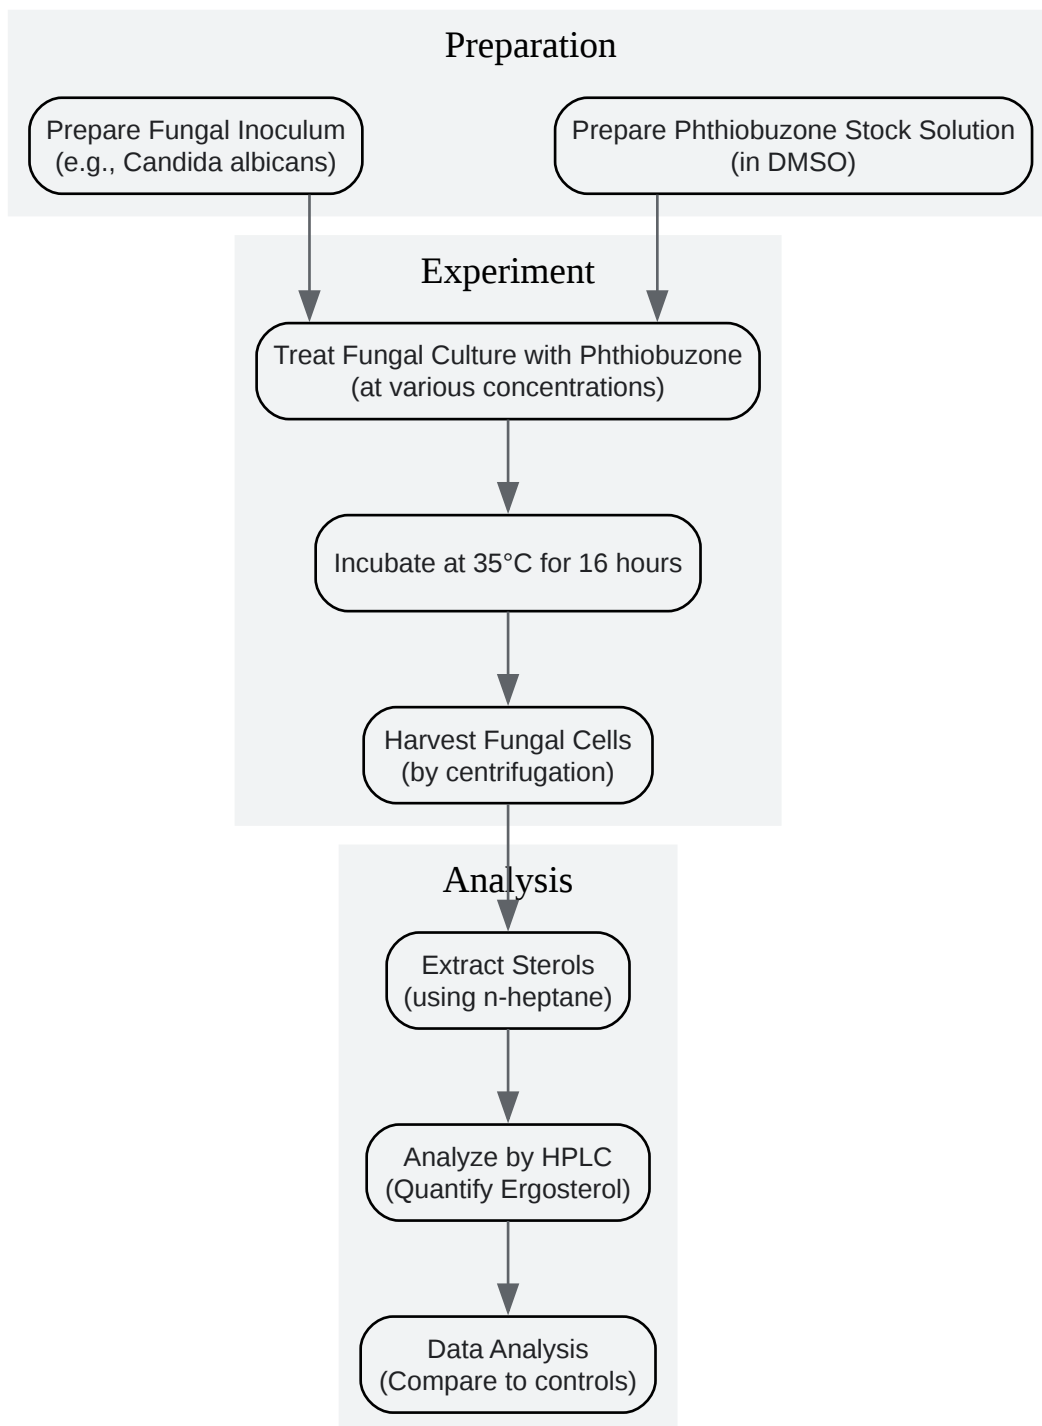 Preparation
Prepare Fungal Inoculum
(e.g., Candida albicans)
Prepare Phthiobuzone Stock Solution
(in DMSO)
Experiment
Treat Fungal Culture with Phthiobuzone
(at various concentrations)
Incubate at 35°C for 16 hours
Harvest Fungal Cells
(by centrifugation)
Analysis
Extract Sterols
(using n-heptane)
Analyze by HPLC
(Quantify Ergosterol)
Data Analysis
(Compare to controls)